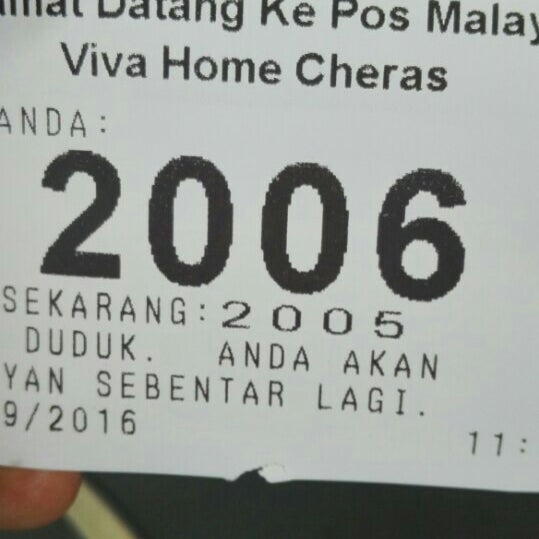 Datang Ke Pos Malay
Viva Home Cheras
ANDA:
2006
SEKARANG: 2005
DUDUK. ANDA AKAN
YAN SEBENTAR LAGI.
9/2016
11: